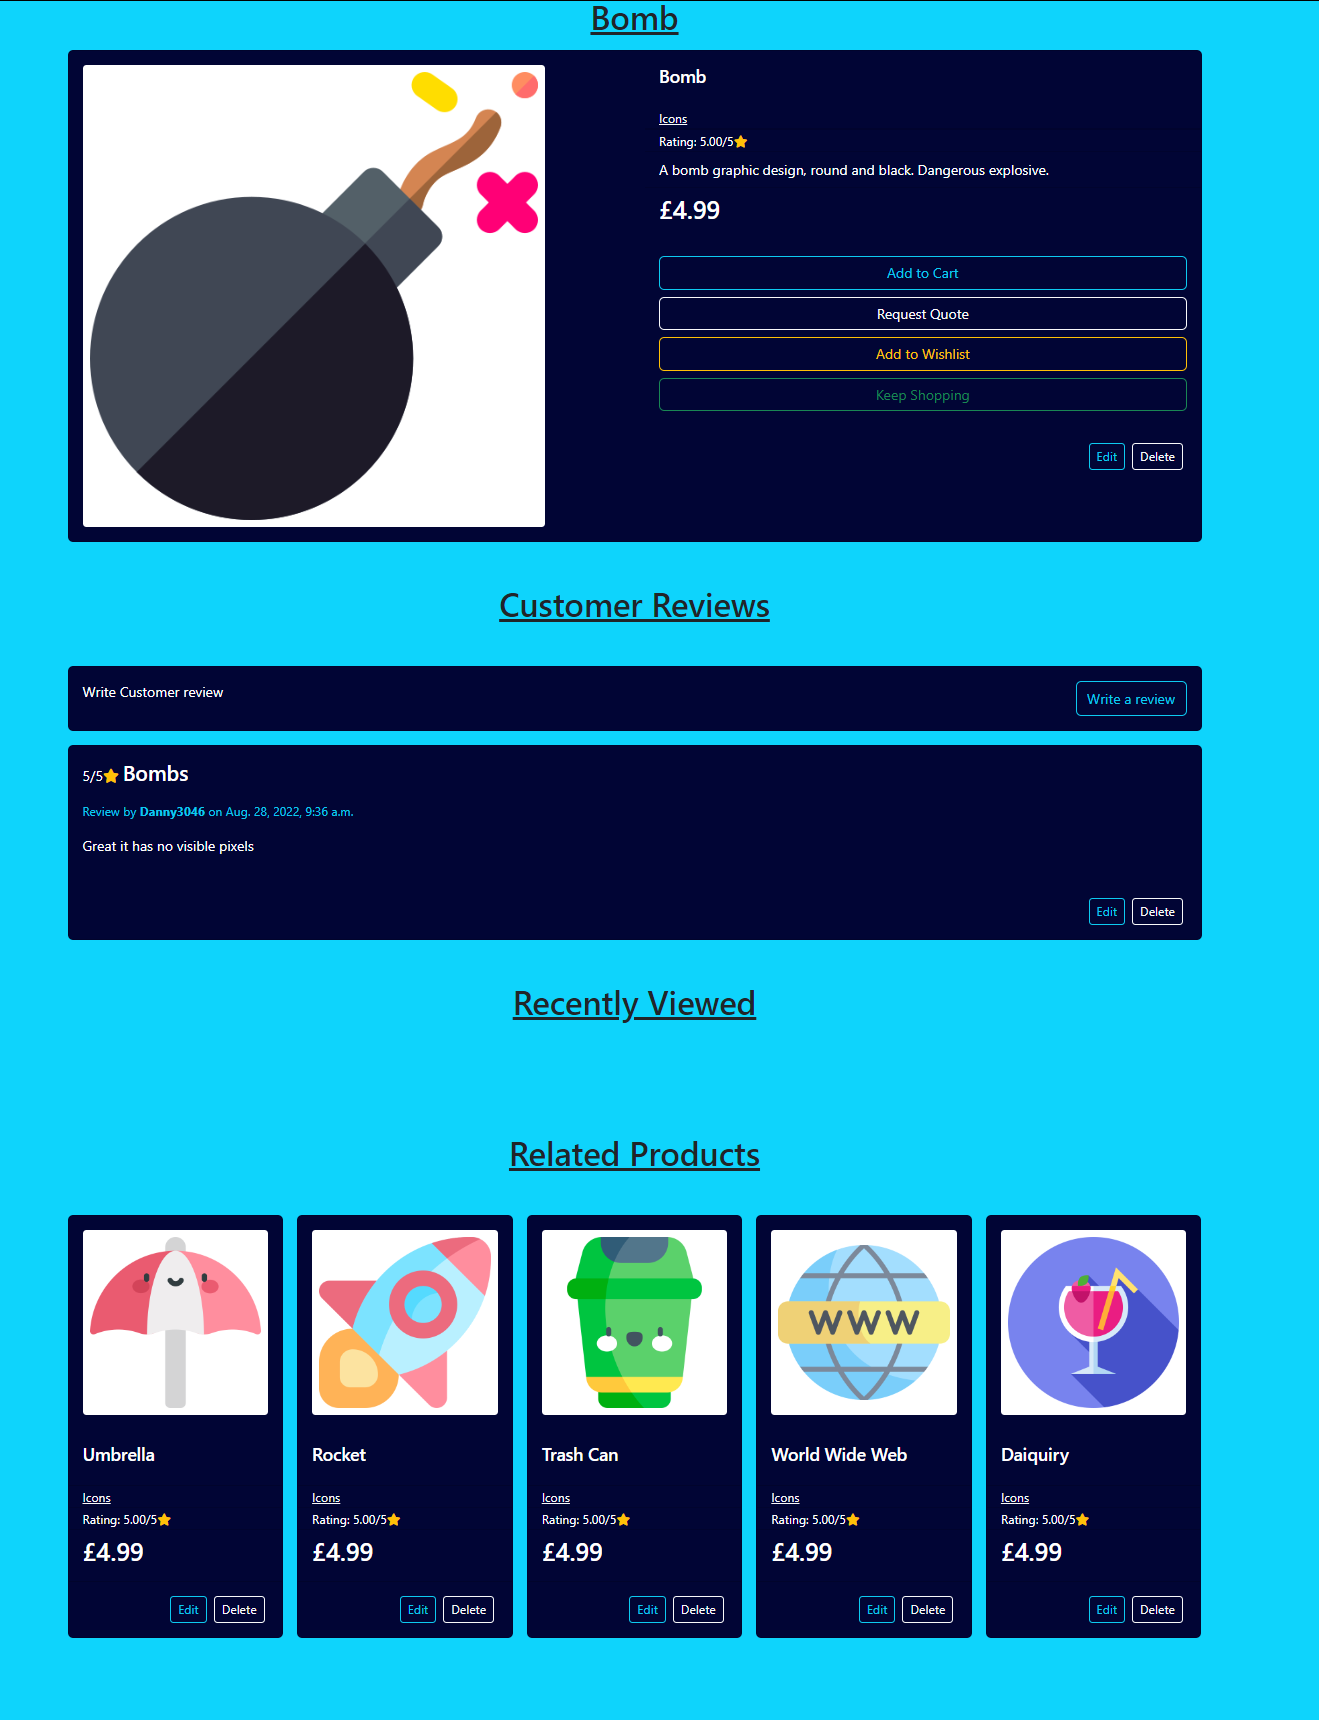 Bomb
Bomb
Icons
Rating: 5.00/5
A bomb graphic design, round and black. Dangerous explosive.
£4.99
Add to Cart
Request Quote
Add to Wishlist
Keep Shopping
Edit Delete
Customer Reviews
Write Customer review
Write a review
5/5 Bombs
Review by Danny3046 on Aug. 28, 2022, 9:36 a.m.
Great it has no visible pixels
Edit Delete
Recently Viewed
Related Products
WWW
Umbrella
Icons
Rating: 5.00/5
£4.99
Edit Delete
Rocket
Icons
Rating: 5.00/5
£4.99
Edit Delete
Trash Can
Icons
Rating: 5.00/5
£4.99
Edit Delete
World Wide Web
Icons
Rating: 5.00/5
£4.99
Edit Delete
Daiquiry
Icons
Rating: 5.00/5
£4.99
Edit Delete